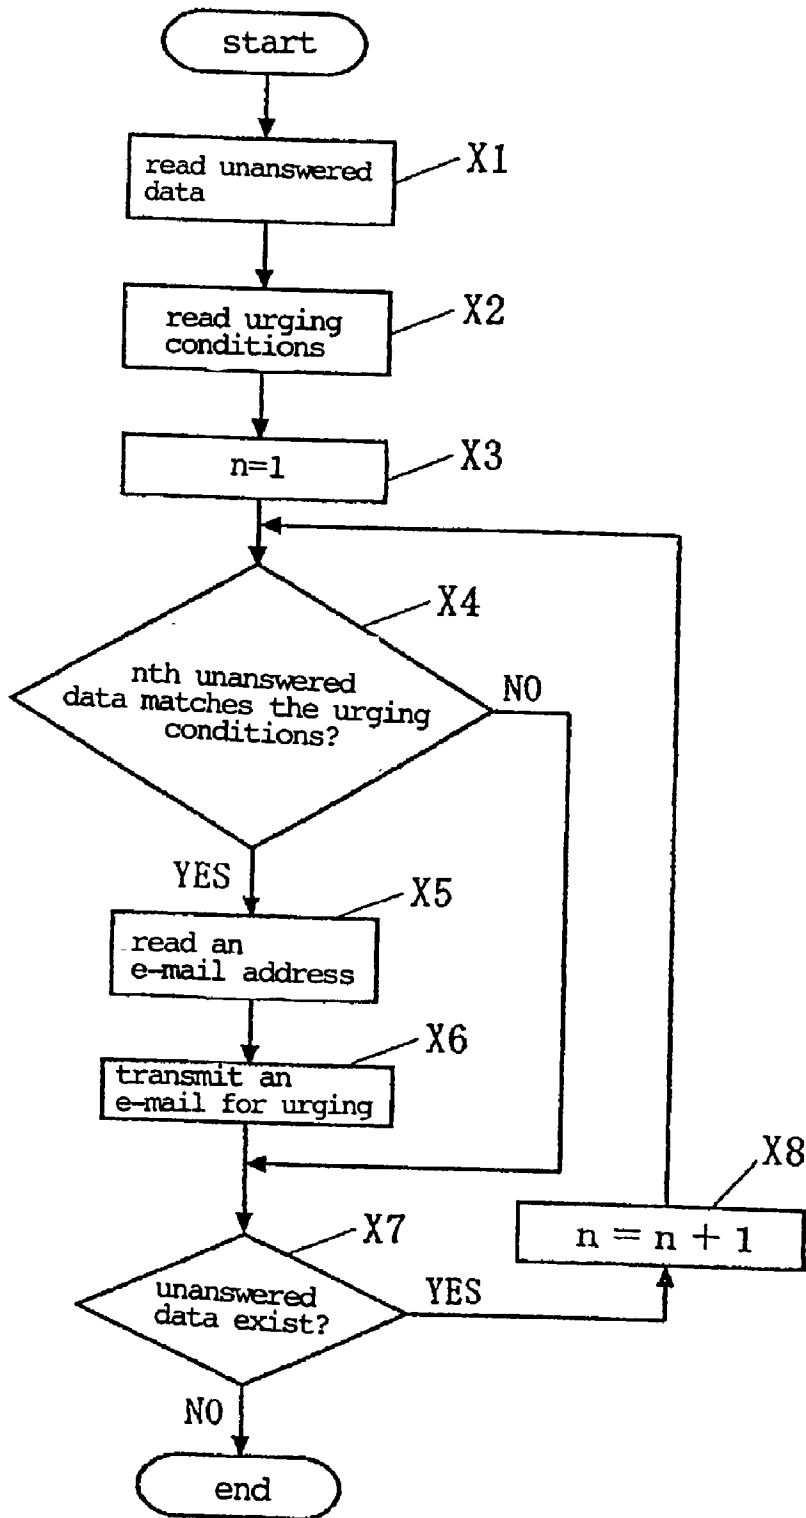 start
read unanswered
data
X1
read urging
conditions
X2
n=1
X3
X4
nth unanswered
data matches the urging
conditions?
NO
YES
X5
read an
e-mail address
X6
transmit an
e-mail for urging
X8
n = n + 1
X7
unanswered
data exist?
YES
NO
end